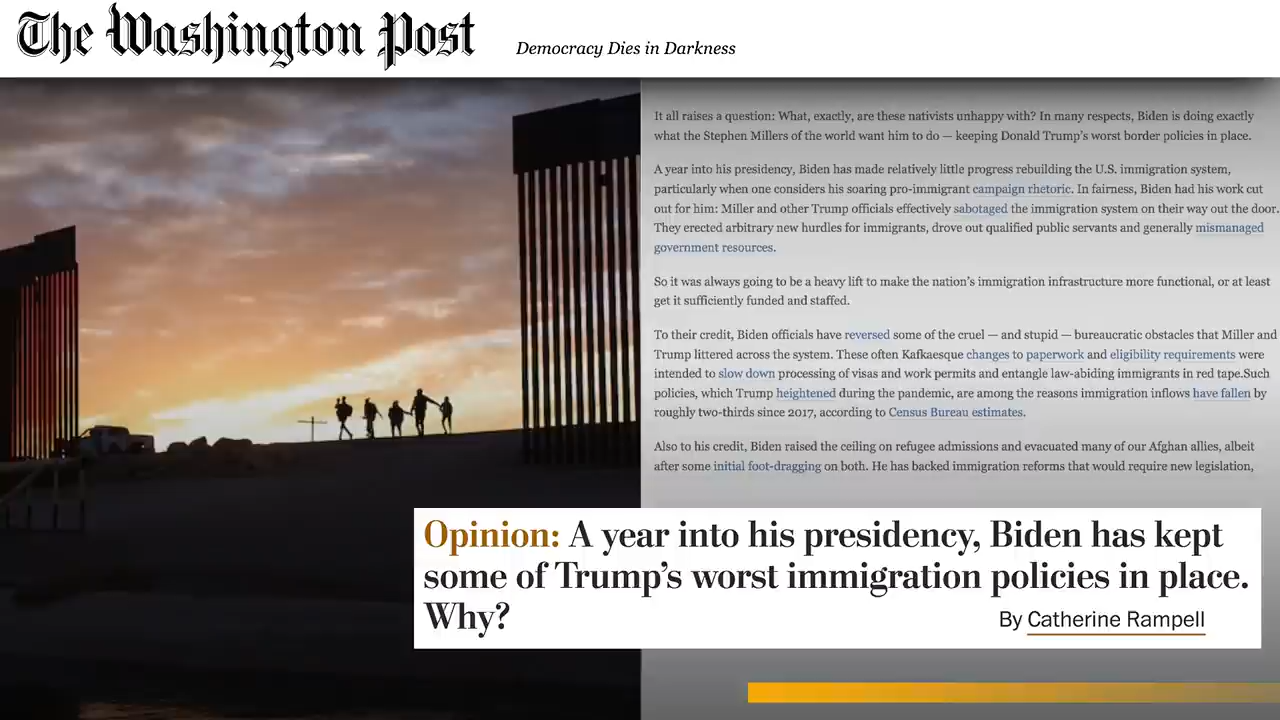 The Washington Post
Democracy Dies in Darkness
It all raises a question: What, exactly, are these nativists unhappy with? In many respects, Biden is doing exactly
what the Stephen Millers of the world want him to do — keeping Donald Trump's worst border policies in place.
A year into his presidency, Biden has made relatively little progress rebuilding the U.S. immigration system,
particularly when one considers his soaring pro-immigrant campaign rhetoric. In fairness, Biden had his work cut
out for him: Miller and other Trump officials effectively sabotaged the immigration system on their way out the door.
They erected arbitrary new hurdles for immigrants, drove out qualified public servants and generally mismanaged
government resources.
So it was always going to be a heavy lift to make the nation's immigration infrastructure more functional, or at least
get it sufficiently funded and staffed.
To their credit, Biden officials have reversed some of the cruel — and stupid — bureaucratic obstacles that Miller and
Trump littered across the system. These often Kafkaesque changes to paperwork and eligibility requirements were
intended to slow down processing of visas and work permits and entangle law-abiding immigrants in red tape.Such
policies, which Trump heightened during the pandemic, are among the reasons immigration inflows have fallen by
roughly two-thirds since 2017, according to Census Bureau estimates.
Also to his credit, Biden raised the ceiling on refugee admissions and evacuated many of our Afghan allies, albeit
after some initial foot-dragging on both. He has backed immigration reforms that would require new legislation,
Opinion: A year into his presidency, Biden has kept
some of Trump's worst immigration policies in place.
Why?
By Catherine Rampell